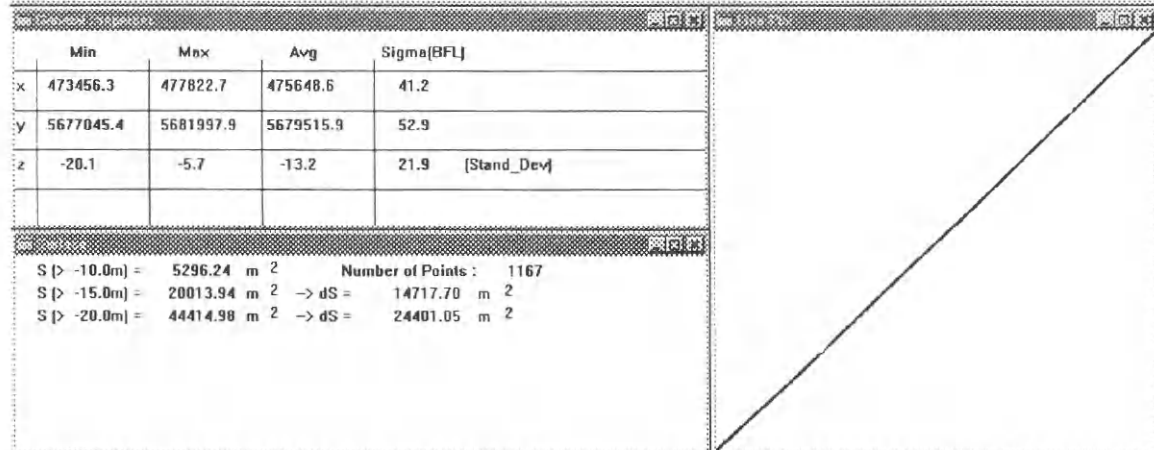 Min Max Avg Sigma(BFL)
x 473456.3 477822.7 475648.6 41.2
y 5677045.4 5681997.9 5679515.9 52.9
z -20.1 -5.7 -13.2 21.9 (Stand_Dev)
S (> -10.0m) = 5296.24 m 2 Number of Points : 1167
S (> -15.0m) = 20013.94 m 2 -> dS = 14717.70 m 2
S (> -20.0m) = 44414.98 m 2 -> dS = 24401.05 m 2